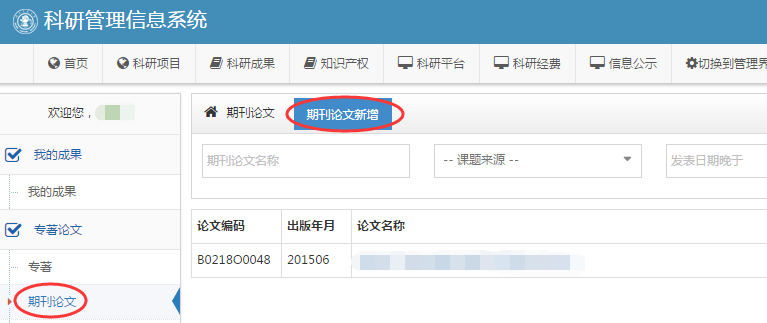 科研管理信息系统
首页 科研项目 科研成果 知识产权 科研平台 科研经费 信息公示 切换到管理界
欢迎您，
我的成果
我的成果
专著论文
专著
期刊论文
期刊论文 期刊论文新增
期刊论文名称 -- 课题来源 -- 发表日期晚于
论文编码 出版年月 论文名称
B0218O0048 201506